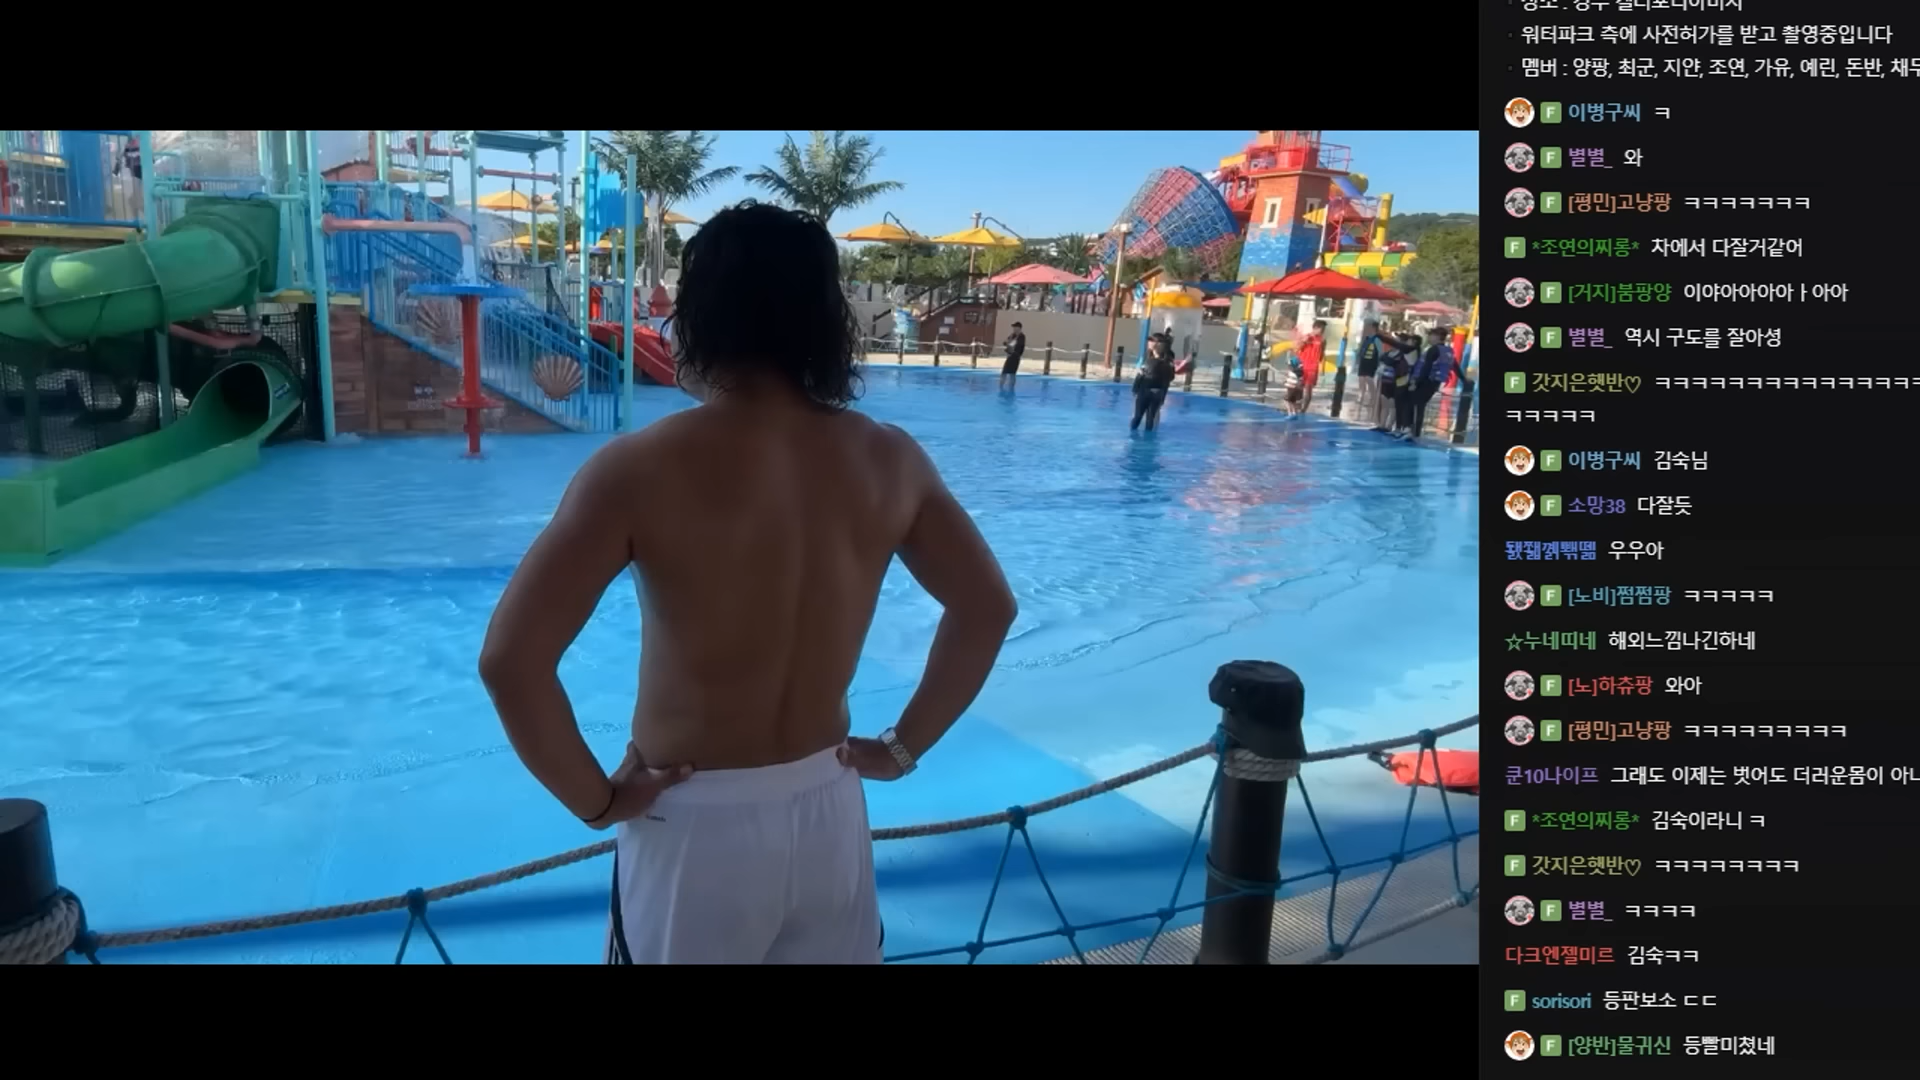 워터파크 측에 사전허가를 받고 촬영중입니다
멤버 : 양팡, 최군, 지얀, 조연, 가유, 예린, 돈반, 채우
F 이병구씨 ㅋ
F 별별_ 와
F [평민]고냥팡 ㅋㅋㅋㅋㅋㅋㅋ
F *조연의찌롱* 차에서 다잘거같어
F [거지]붐팡양 이야아아아아ㅏ아아
F 별별_ 역시 구도를 잘아셩
F 갓지은햇반♡ ㅋㅋㅋㅋㅋㅋㅋㅋㅋㅋㅋㅋㅋㅋㅋ
ㅋㅋㅋㅋㅋ
F 이병구씨 김숙님
F 소망38 다잘듯
우우아
F [노비]쩜쩜팡 ㅋㅋㅋㅋㅋ
☆누네띠네 해외느낌나긴하네
F [노]하츄팡 와아
F [평민]고냥팡 ㅋㅋㅋㅋㅋㅋㅋㅋㅋ
쿤10나이프 그래도 이제는 벗어도 더러운몸이 아니
F *조연의찌롱* 김숙이라니 ㅋ
F 갓지은햇반♡ ㅋㅋㅋㅋㅋㅋㅋㅋ
F 별별_ ㅋㅋㅋㅋ
다크엔젤미르 김숙ㅋㅋ
F sorisori 등판보소 ㄷㄷ
F [양반]물귀신 등빨미쳤네